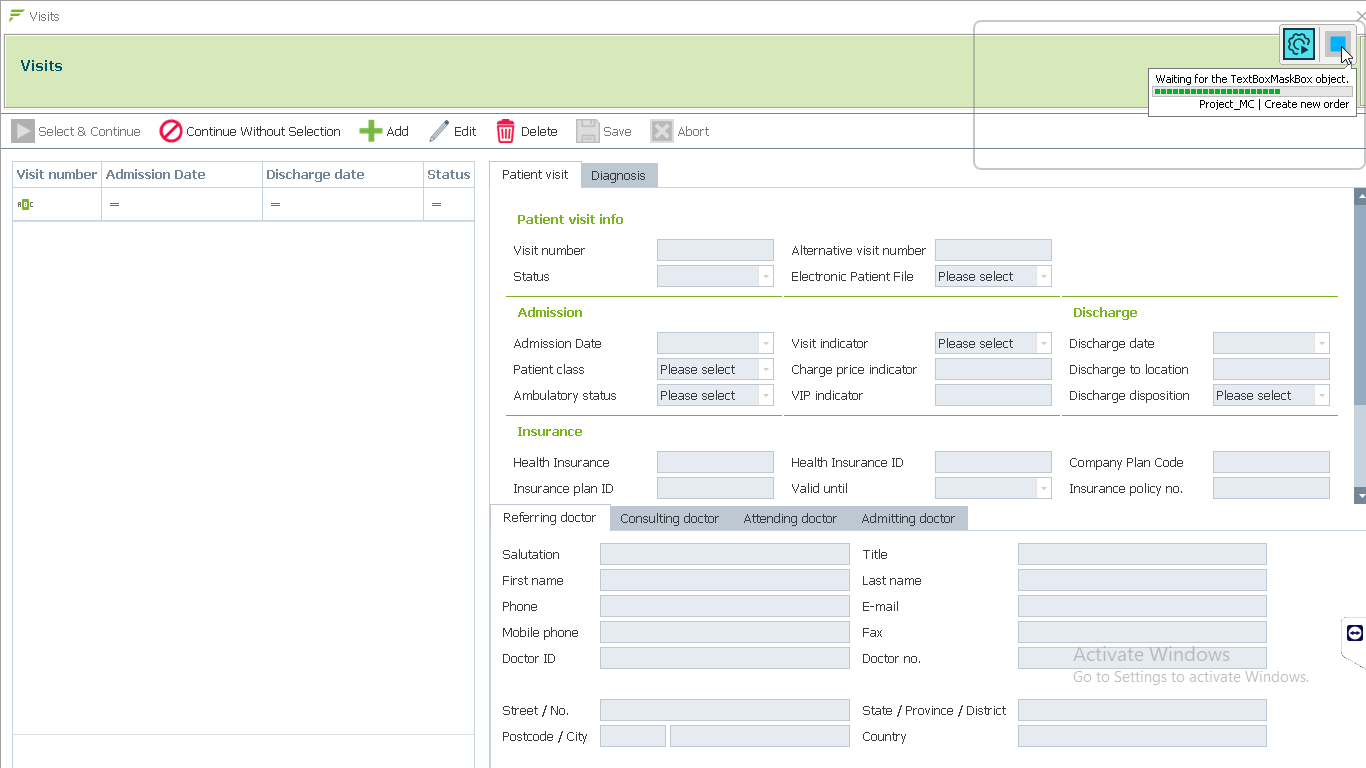 Visits
Visits
Waiting for the TextBoxMaskBox object.
Project_MC | Create new order
Select & Continue Continue Without Selection Add Edit Delete Save Abort
Visit number Admission Date Discharge date Status
ABC = = =
Patient visit Diagnosis
Patient visit info
Visit number Alternative visit number
Status Electronic Patient File Please select
Admission Discharge
Admission Date Visit indicator Please select Discharge date
Patient class Please select Charge price indicator Discharge to location
Ambulatory status Please select VIP indicator Discharge disposition Please select
Insurance
Health Insurance Health Insurance ID Company Plan Code
Insurance plan ID Valid until Insurance policy no.
Referring doctor Consulting doctor Attending doctor Admitting doctor
Salutation Title
First name Last name
Phone E-mail
Mobile phone Fax
Doctor ID Doctor no.
Activate Windows
Go to Settings to activate Windows.
Street / No. State / Province / District
Postcode / City Country